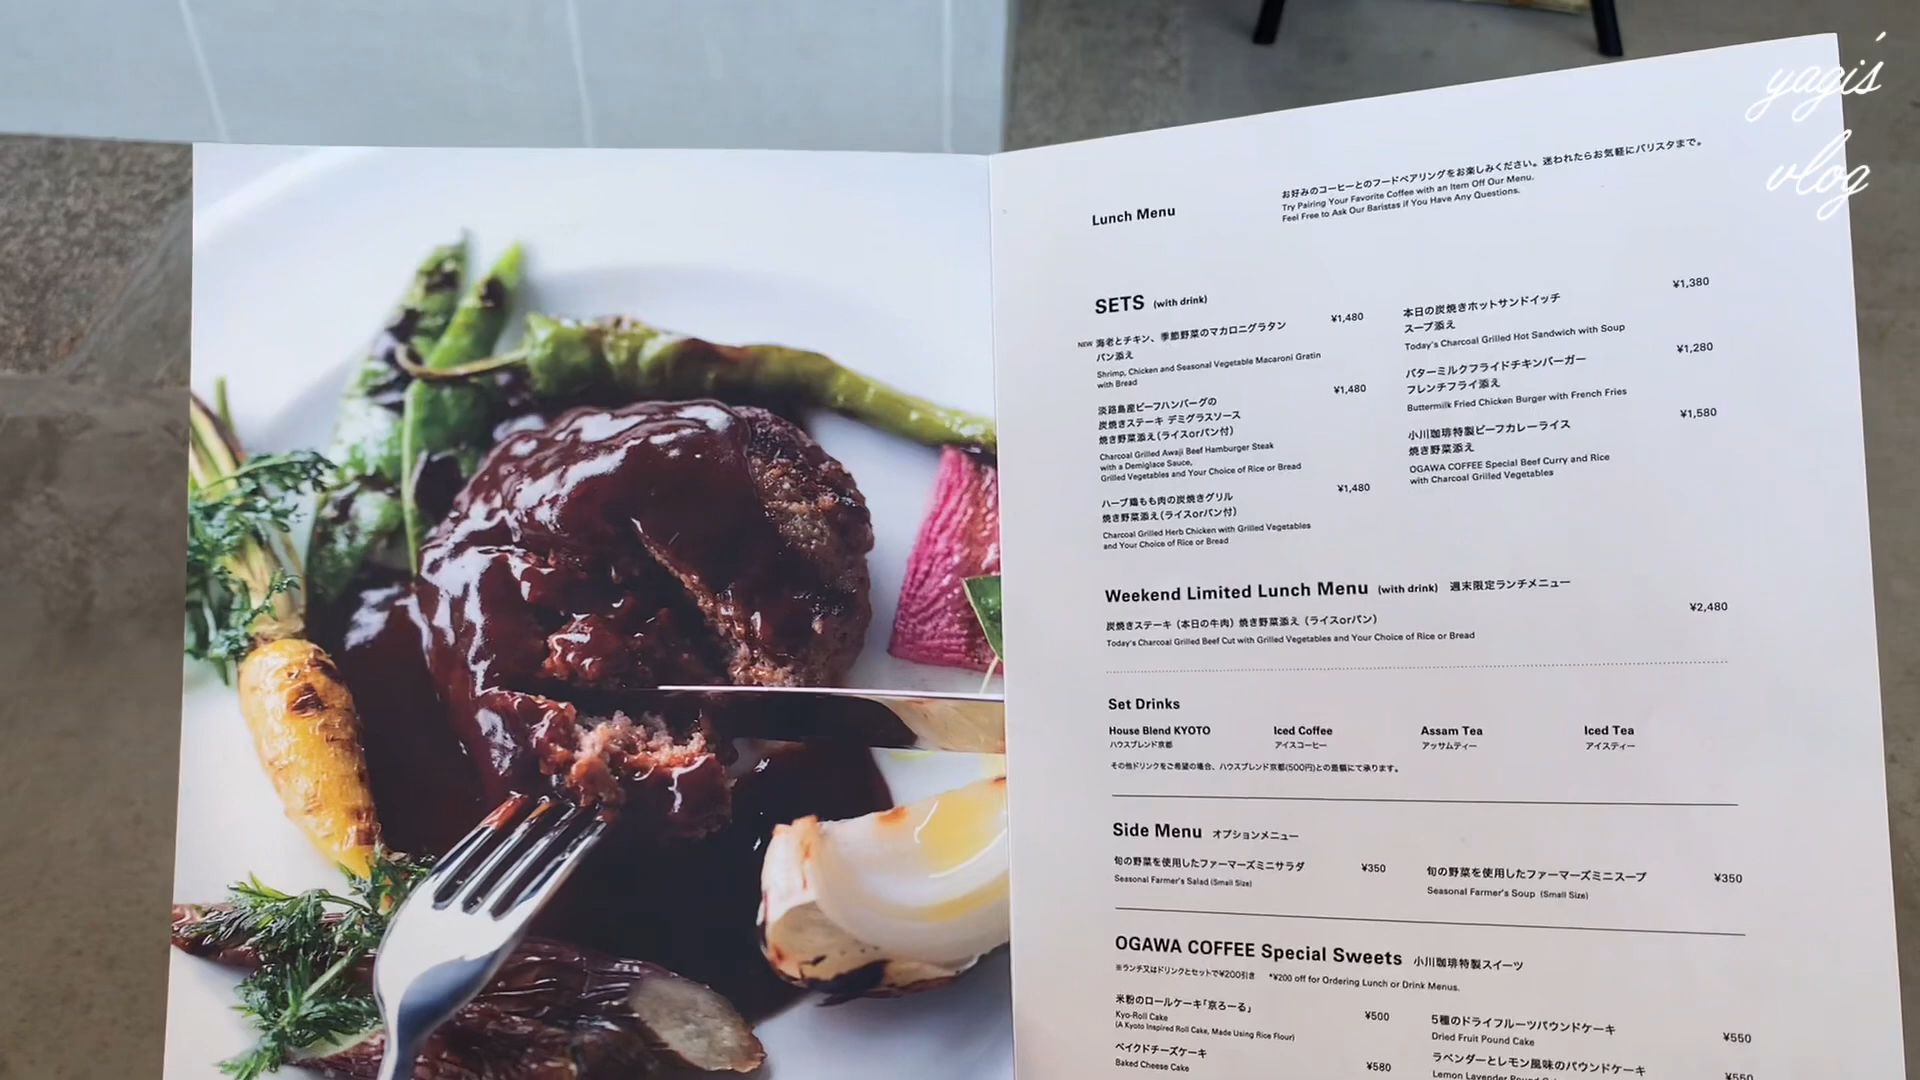 yagis
vlog
Lunch Menu
お好みのコーヒーとのフードペアリングをお楽しみください。迷われたらお気軽にバリスタまで。
Try Pairing Your Favorite Coffee with an Item Off Our Menu.
Feel Free to Ask Our Baristas if You Have Any Questions.
SETS (with drink)
NEW 海老とチキン、季節野菜のマカロニグラタン ¥1,480
パン添え
Shrimp, Chicken and Seasonal Vegetable Macaroni Gratin
with Bread
淡路島産ビーフハンバーグの ¥1,480
炭焼きステーキ デミグラスソース
焼き野菜添え(ライスorパン付)
Charcoal Grilled Awaji Beef Hamburger Steak
with a Demiglace Sauce,
Grilled Vegetables and Your Choice of Rice or Bread
ハーブ鶏もも肉の炭焼きグリル ¥1,480
焼き野菜添え(ライスorパン付)
Charcoal Grilled Herb Chicken with Grilled Vegetables
and Your Choice of Rice or Bread
本日の炭焼きホットサンドイッチ ¥1,380
スープ添え
Today's Charcoal Grilled Hot Sandwich with Soup
バターミルクフライドチキンバーガー ¥1,280
フレンチフライ添え
Buttermilk Fried Chicken Burger with French Fries
小川珈琲特製ビーフカレーライス ¥1,580
焼き野菜添え
OGAWA COFFEE Special Beef Curry and Rice
with Charcoal Grilled Vegetables
Weekend Limited Lunch Menu (with drink) 週末限定ランチメニュー
炭焼きステーキ（本日の牛肉）焼き野菜添え（ライスorパン） ¥2,480
Today's Charcoal Grilled Beef Cut with Grilled Vegetables and Your Choice of Rice or Bread
Set Drinks
House Blend KYOTO Iced Coffee Assam Tea Iced Tea
ハウスブレンド京都 アイスコーヒー アッサムティー アイスティー
その他ドリンクをご希望の場合、ハウスブレンド京都(500円)との差額にて承ります。
Side Menu オプションメニュー
旬の野菜を使用したファーマーズミニサラダ ¥350
Seasonal Farmer's Salad (Small Size)
旬の野菜を使用したファーマーズミニスープ ¥350
Seasonal Farmer's Soup (Small Size)
OGAWA COFFEE Special Sweets 小川珈琲特製スイーツ
※ランチ又はドリンクとセットで¥200引き *¥200 off for Ordering Lunch or Drink Menus.
米粉のロールケーキ「京ろーる」 ¥500
Kyo-Roll Cake
(A Kyoto Inspired Roll Cake, Made Using Rice Flour)
ベイクドチーズケーキ ¥580
Baked Cheese Cake
5種のドライフルーツパウンドケーキ ¥550
Dried Fruit Pound Cake
ラベンダーとレモン風味のパウンドケーキ ¥550
Lemon Lavender Pound